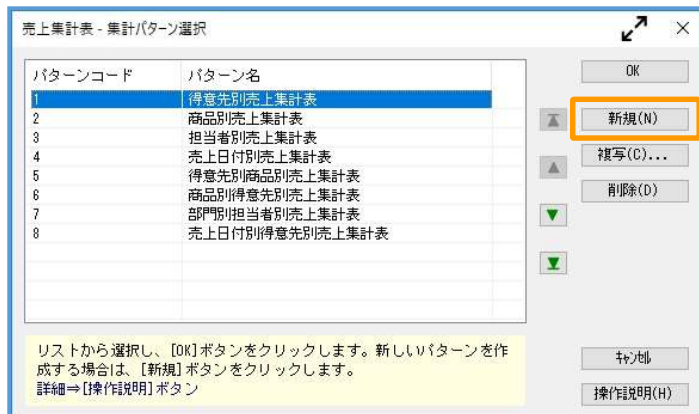 売上集計表 - 集計パターン選択
パターンコード パターン名
1 得意先別売上集計表
2 商品別売上集計表
3 担当者別売上集計表
4 売上日付別売上集計表
5 得意先別商品別売上集計表
6 商品別得意先別売上集計表
7 部門別担当者別売上集計表
8 売上日付別得意先別売上集計表
OK
新規(N)
複写(C)...
削除(D)
リストから選択し、[OK]ボタンをクリックします。新しいパターンを作
成する場合は、[新規]ボタンをクリックします。
詳細⇒[操作説明]ボタン
ｷｬﾝｾﾙ
操作説明(H)